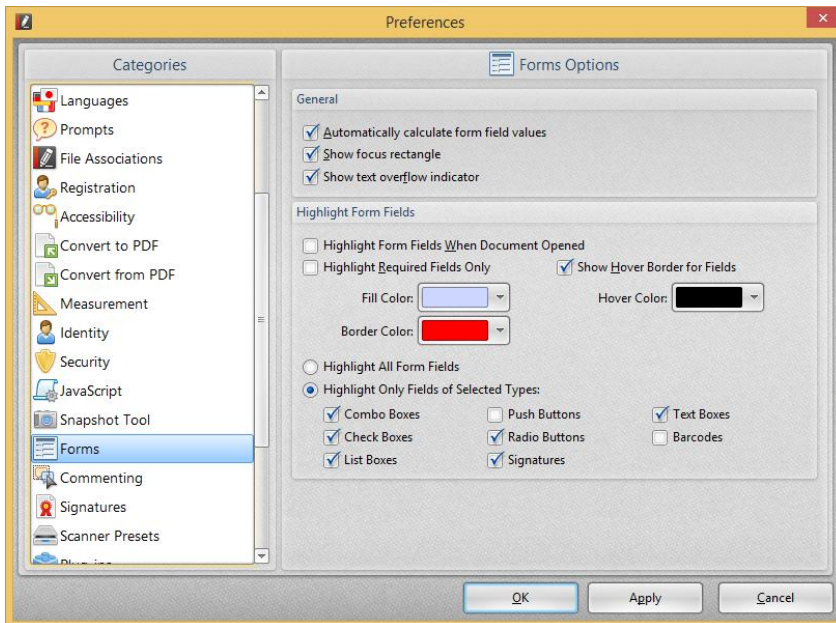 Preferences
Categories
Languages
Prompts
File Associations
Registration
Accessibility
Convert to PDF
Convert from PDF
Measurement
Identity
Security
JavaScript
Snapshot Tool
Forms
Commenting
Signatures
Scanner Presets
Forms Options
General
Automatically calculate form field values
Show focus rectangle
Show text overflow indicator
Highlight Form Fields
Highlight Form Fields When Document Opened
Highlight Required Fields Only Show Hover Border for Fields
Fill Color: Hover Color:
Border Color:
Highlight All Form Fields
Highlight Only Fields of Selected Types:
Combo Boxes Push Buttons Text Boxes
Check Boxes Radio Buttons Barcodes
List Boxes Signatures
OK Apply Cancel